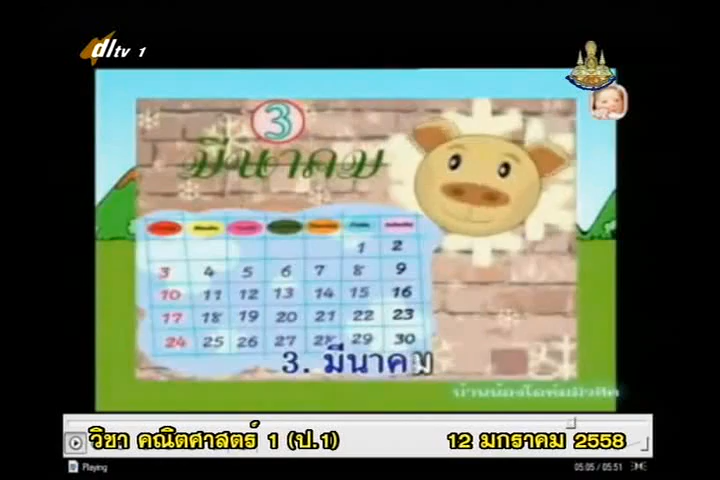 dltv 1
3
มีนาคม
1 2
3 4 5 6 7 8 9
10 11 12 13 14 15 16
17 18 19 20 21 22 23
24 25 26 27 28 29 30
3. มีนาคม
วิชา คณิตศาสตร์ 1 (ป.1) 12 มกราคม 2558
Playing 05:05 / 05:51